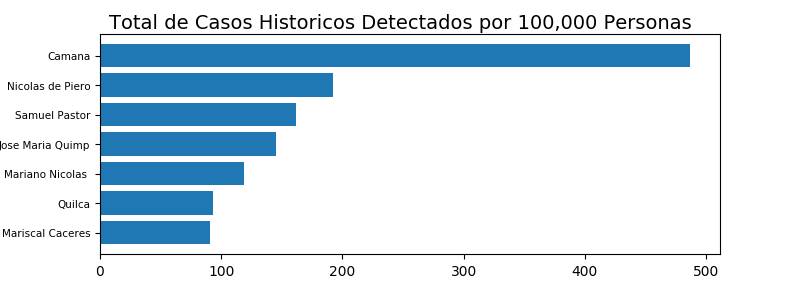 Total de Casos Historicos Detectados por 100,000 Personas
Camana
Nicolas de Piero
Samuel Pastor
Jose Maria Quimp
Mariano Nicolas
Quilca
Mariscal Caceres
0 100 200 300 400 500